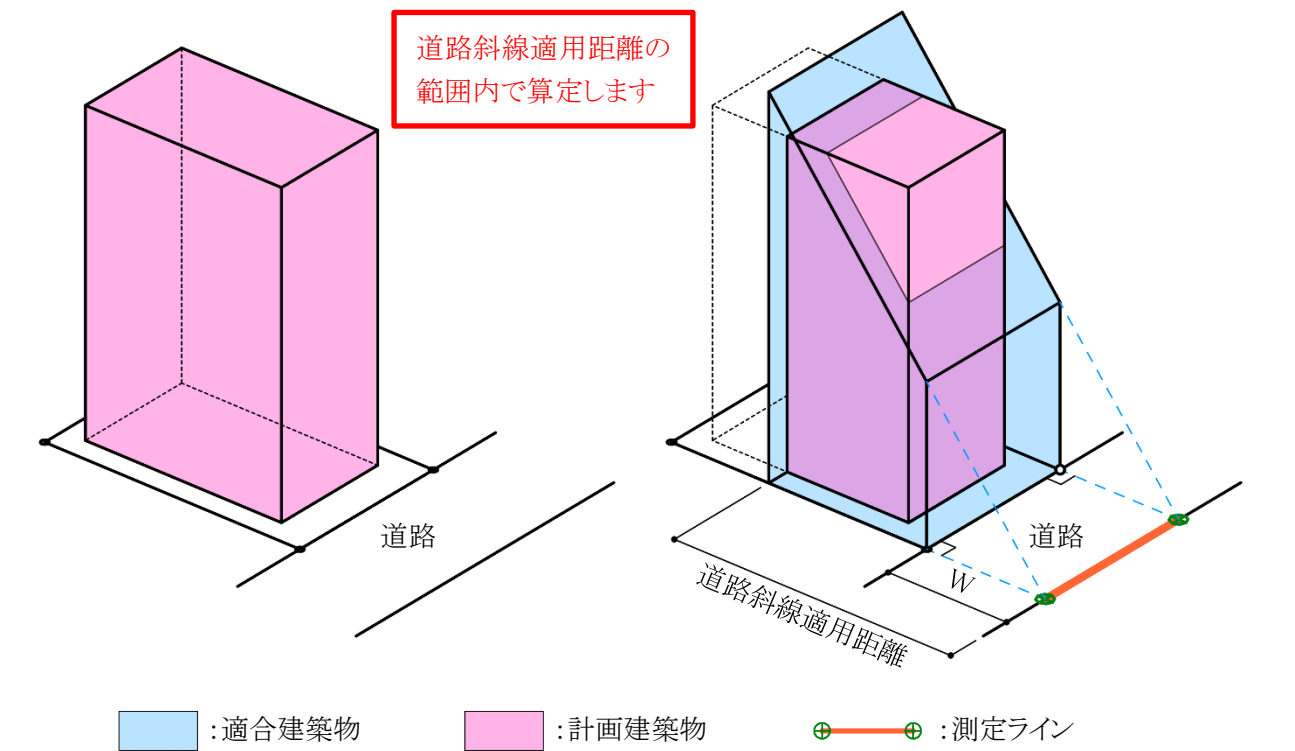 道路斜線適用距離の
範囲内で算定します
道路
道路
W
道路斜線適用距離
:適合建築物
:計画建築物
:測定ライン